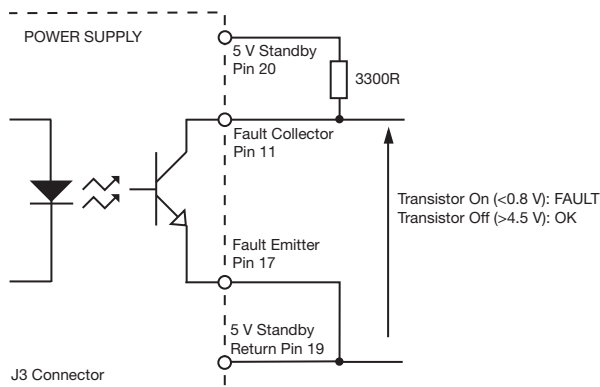 POWER SUPPLY
5 V Standby
Pin 20
3300R
Fault Collector
Pin 11
Transistor On (<0.8 V): FAULT
Transistor Off (>4.5 V): OK
Fault Emitter
Pin 17
5 V Standby
Return Pin 19
J3 Connector